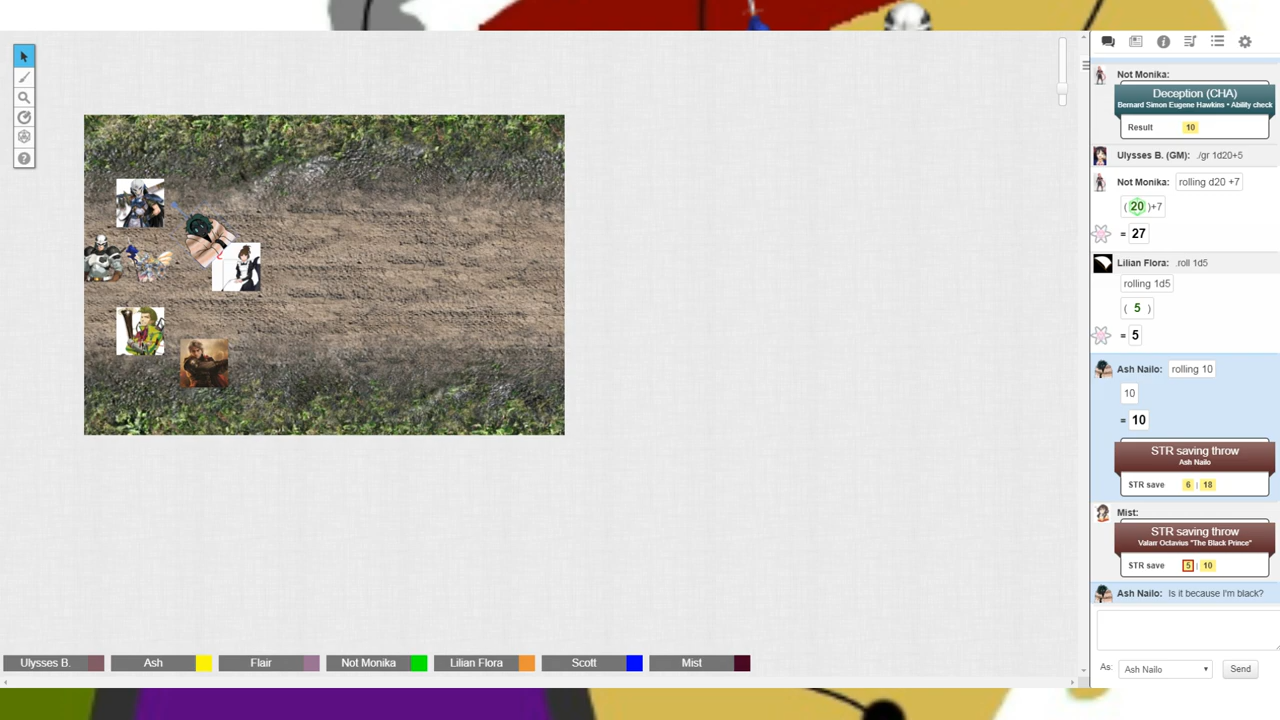 Not Monika:
Deception (CHA)
Bernard Simon Eugene Hawkins • Ability check
Result 10
Ulysses B. (GM): ./gr 1d20+5
Not Monika: rolling d20 +7
(20)+7
= 27
Lilian Flora: .roll 1d5
rolling 1d5
( 5 )
= 5
Ash Nailo: rolling 10
10
= 10
STR saving throw
Ash Nailo
STR save 6 | 18
Mist:
STR saving throw
Valarr Octavius "The Black Prince"
STR save 5 | 10
Ash Nailo: Is it because I'm black?
As: Ash Nailo Send
Ulysses B. Ash Flair Not Monika Lilian Flora Scott Mist